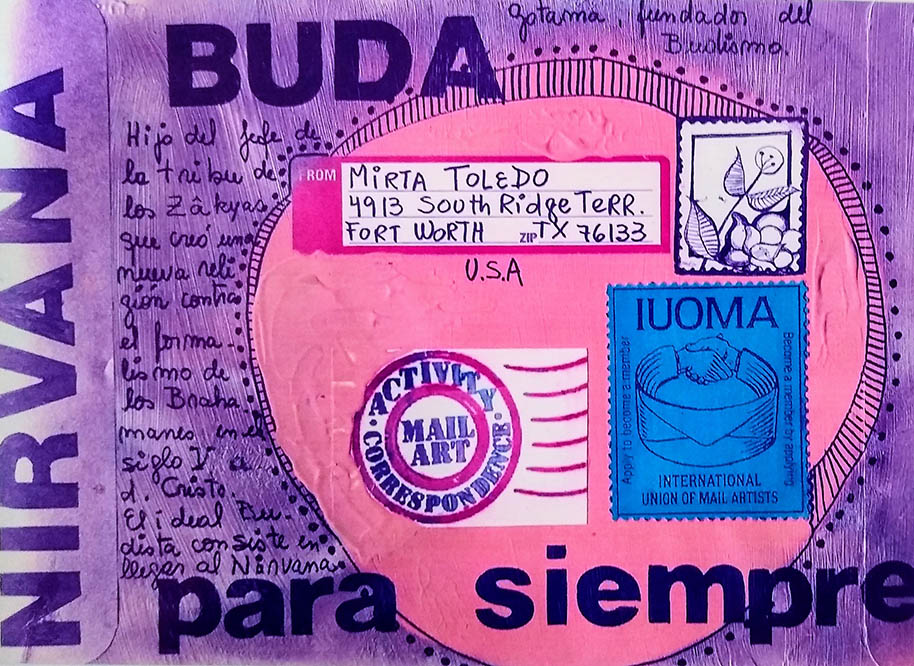 NIRVANA
BUDA
gotama, fundador del
Budismo.
Hijo del jefe de
la tribu de
los Zâkyas
que creó una
nueva reli
gión contra
el forma-
lismo de
los Braha
manes en el
siglo V a.
d. Cristo.
El ideal Bu-
dista consiste en
llegar al Nirvana.
FROM
MiRTA TOLEDO
4913 South Ridge TeRR.
FORT WORTH ZIP TX 76133
U.S.A
IUOMA
Apply to become a member
Become a member by applying
INTERNATIONAL
UNION OF MAIL ARTISTS
ACTIVITY
MAIL
ART
CORRESPONDENCE
para siempre